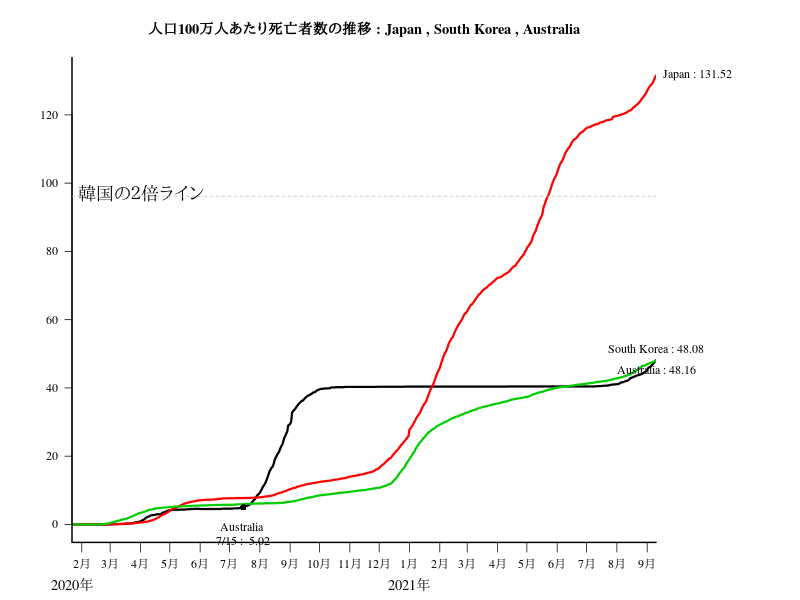 人口100万人あたり死亡者数の推移 : Japan , South Korea , Australia
Japan : 131.52
120
100
韓国の2倍ライン
80
60
South Korea : 48.08
Australia : 48.16
40
20
0
Australia
7/15 : 5.02
2月 3月 4月 5月 6月 7月 8月 9月 10月 11月 12月 1月 2月 3月 4月 5月 6月 7月 8月 9月
2020年 2021年